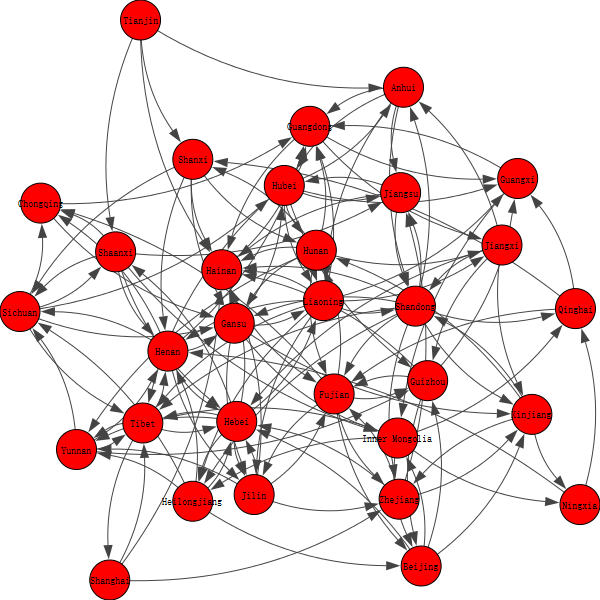 Tianjin
Anhui
Guangdong
Shanxi
Hubei
Jiangsu
Guangxi
Chongqing
Shaanxi
Hunan
Jiangxi
Hainan
Liaoning
Shandong
Qinghai
Sichuan
Gansu
Henan
Guizhou
Fujian
Xinjiang
Tibet
Hebei
Inner Mongolia
Yunnan
Heilongjiang
Jilin
Zhejiang
Ningxia
Beijing
Shanghai